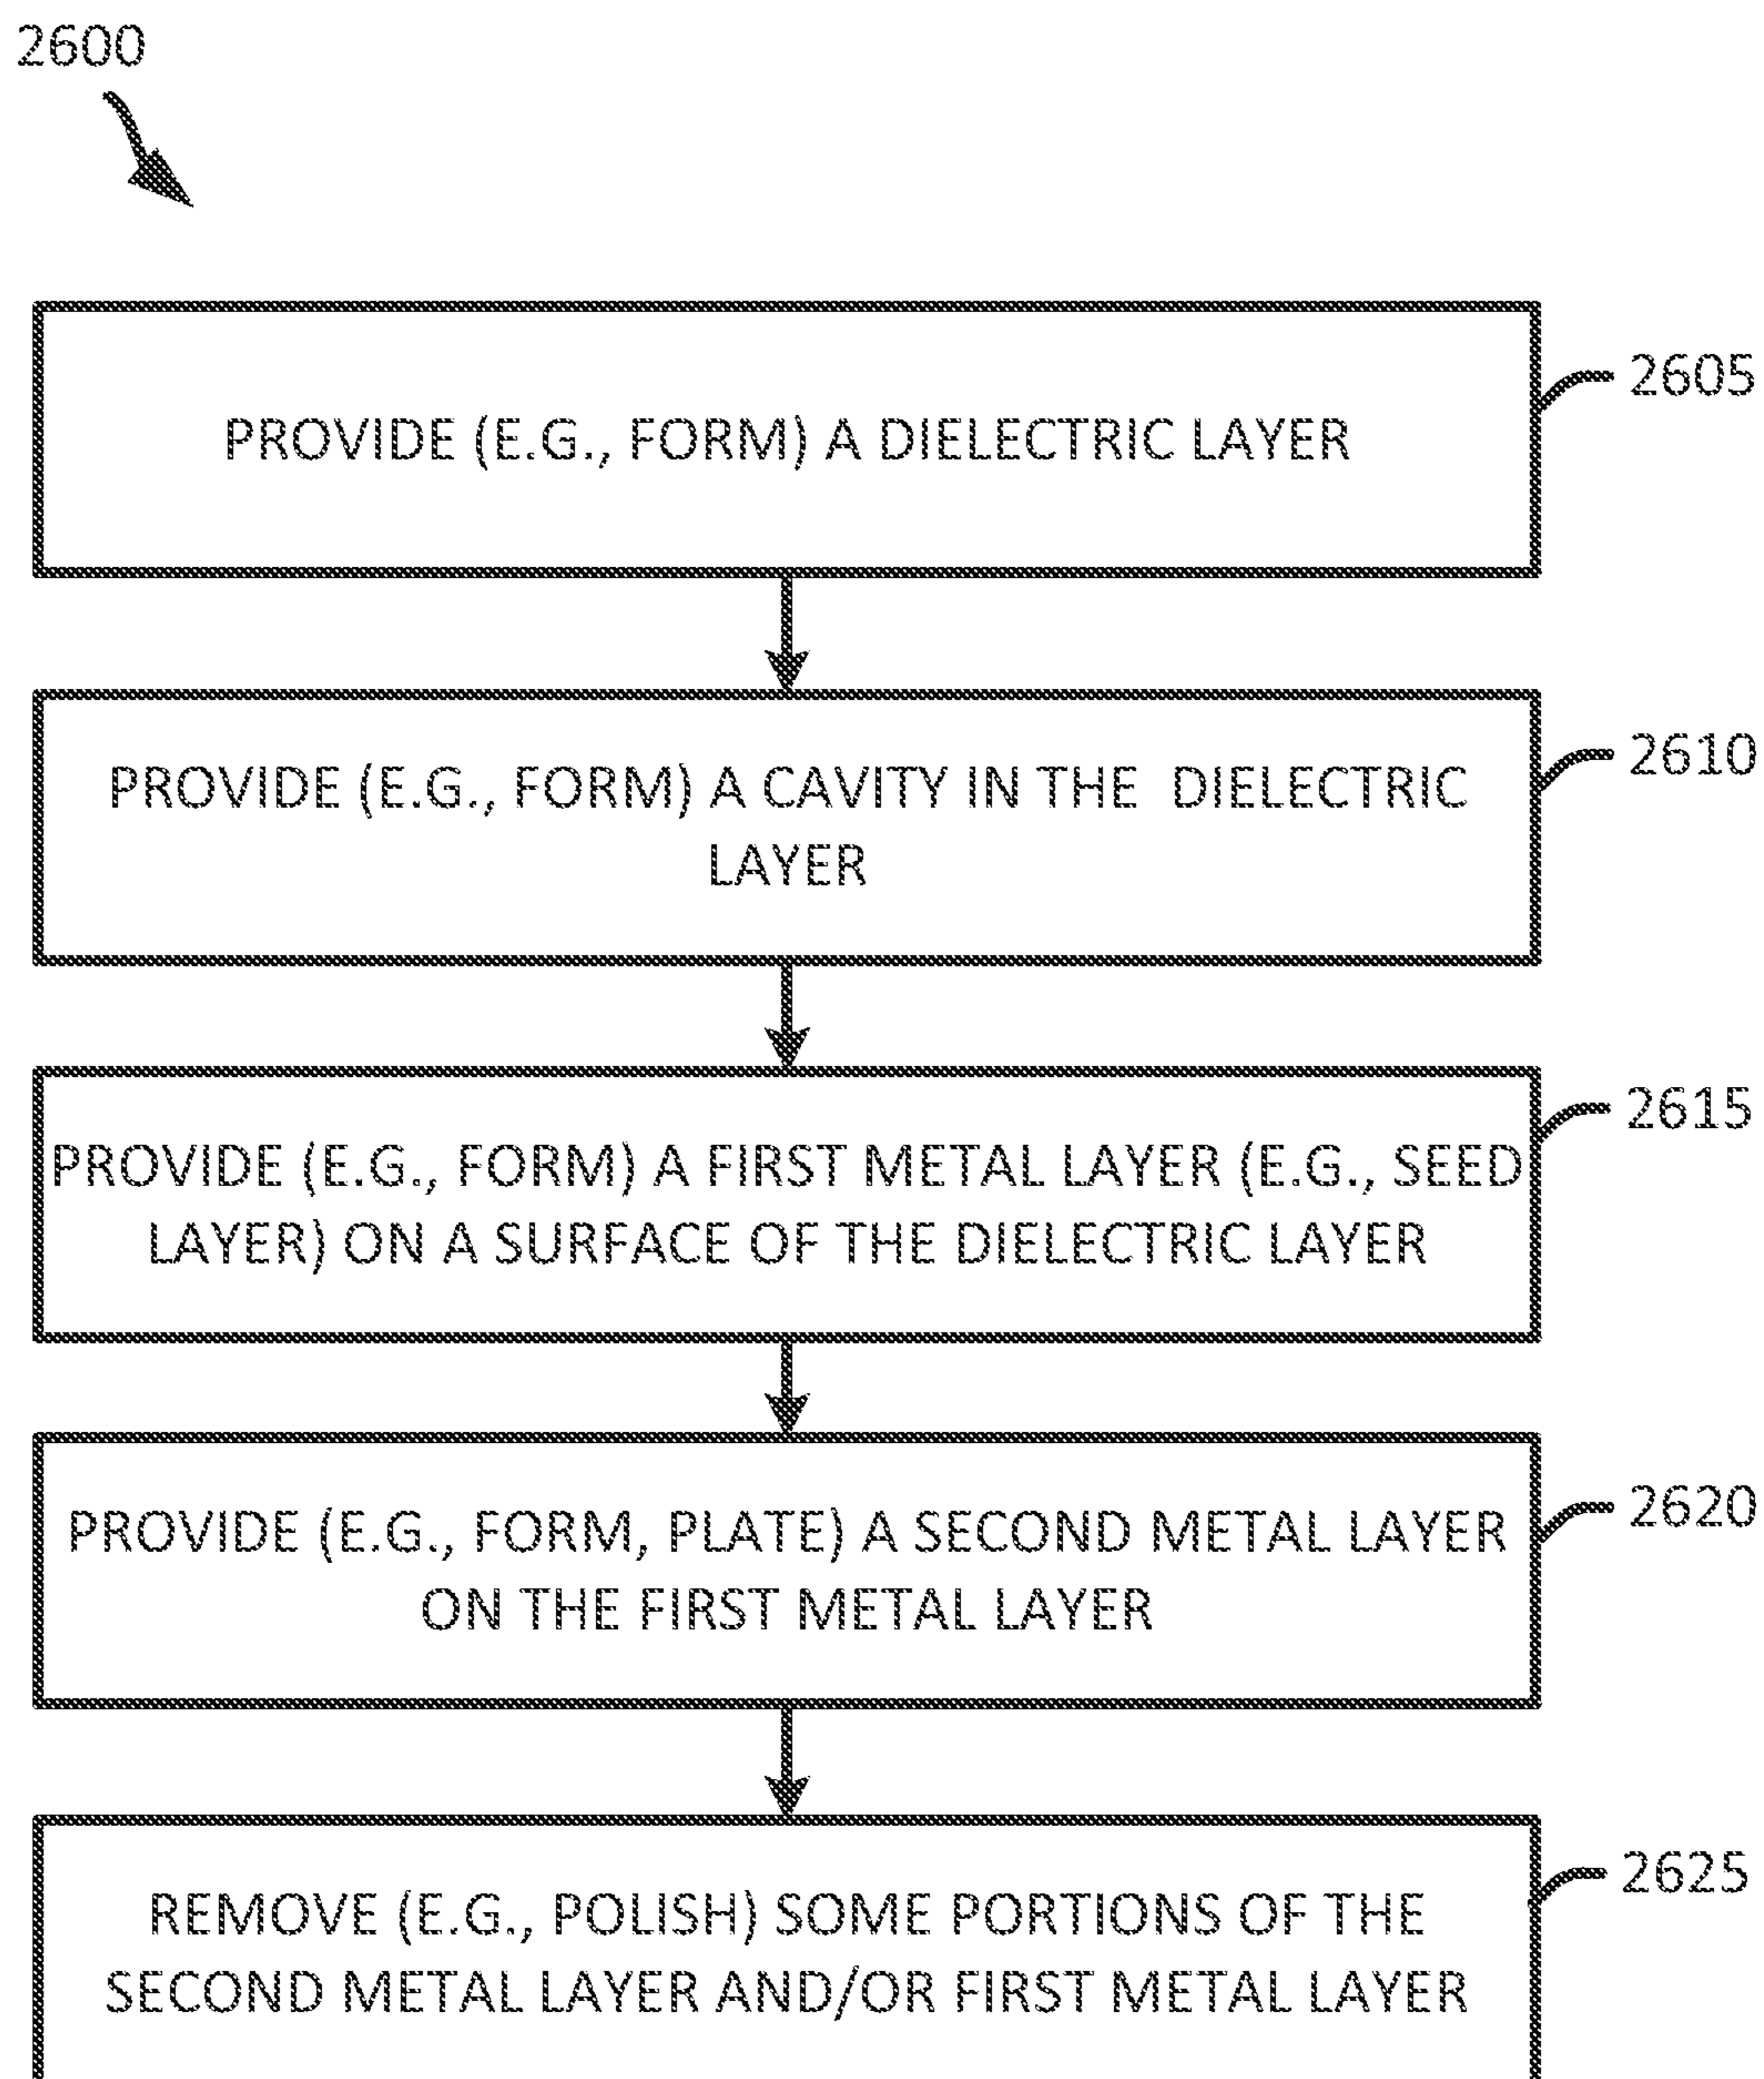 2600
PROVIDE (E.G., FORM) A DIELECTRIC LAYER
2605
PROVIDE (E.G., FORM) A CAVITY IN THE DIELECTRIC
LAYER
2610
PROVIDE (E.G., FORM) A FIRST METAL LAYER (E.G., SEED
LAYER) ON A SURFACE OF THE DIELECTRIC LAYER
2615
PROVIDE (E.G., FORM, PLATE) A SECOND METAL LAYER
ON THE FIRST METAL LAYER
2620
REMOVE (E.G., POLISH) SOME PORTIONS OF THE
SECOND METAL LAYER AND/OR FIRST METAL LAYER
2625